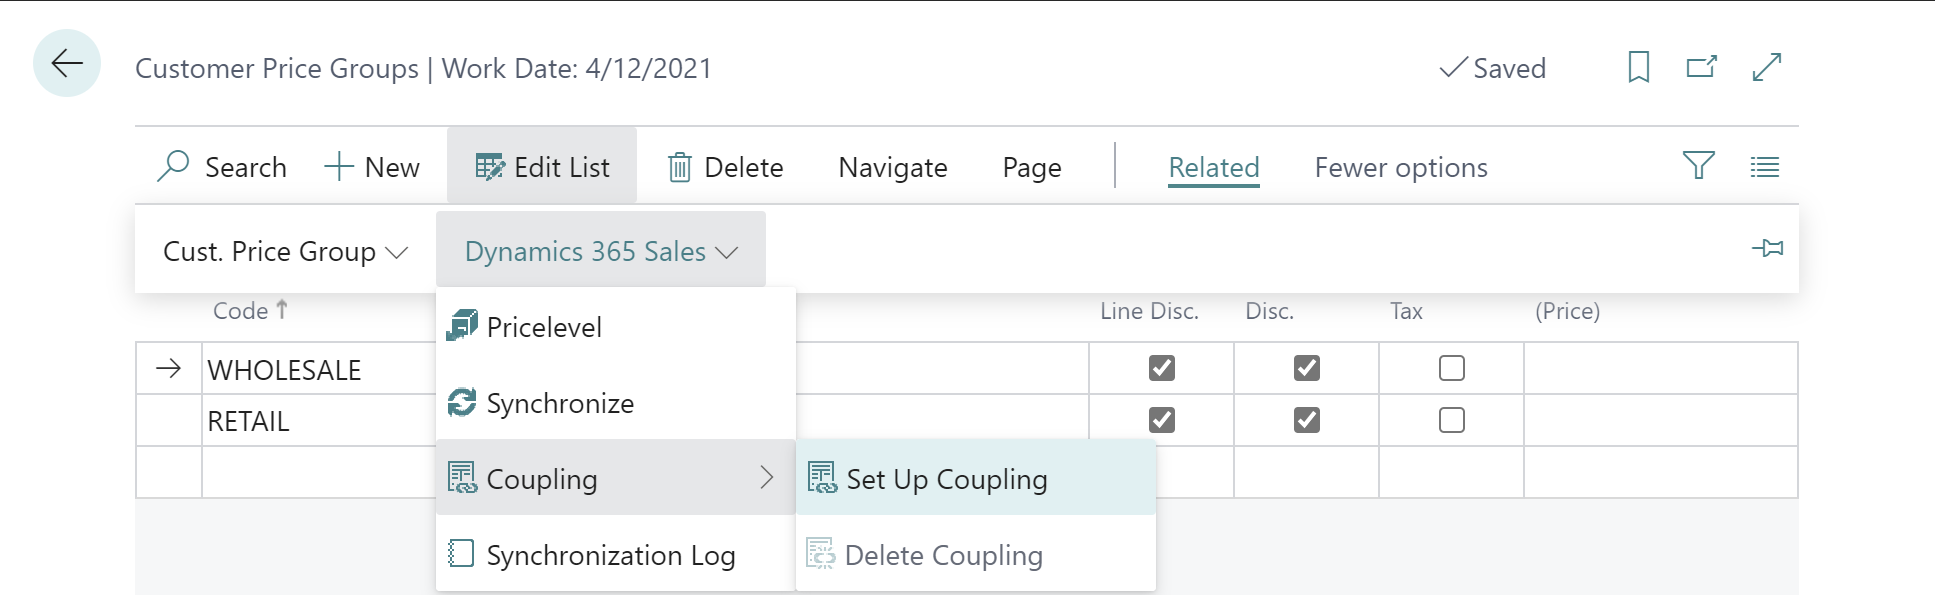 Customer Price Groups | Work Date: 4/12/2021
Saved
Search New Edit List Delete Navigate Page Related Fewer options
Cust. Price Group Dynamics 365 Sales
Code Line Disc. Disc. Tax (Price)
Pricelevel
WHOLESALE
Synchronize
RETAIL
Coupling Set Up Coupling
Synchronization Log Delete Coupling